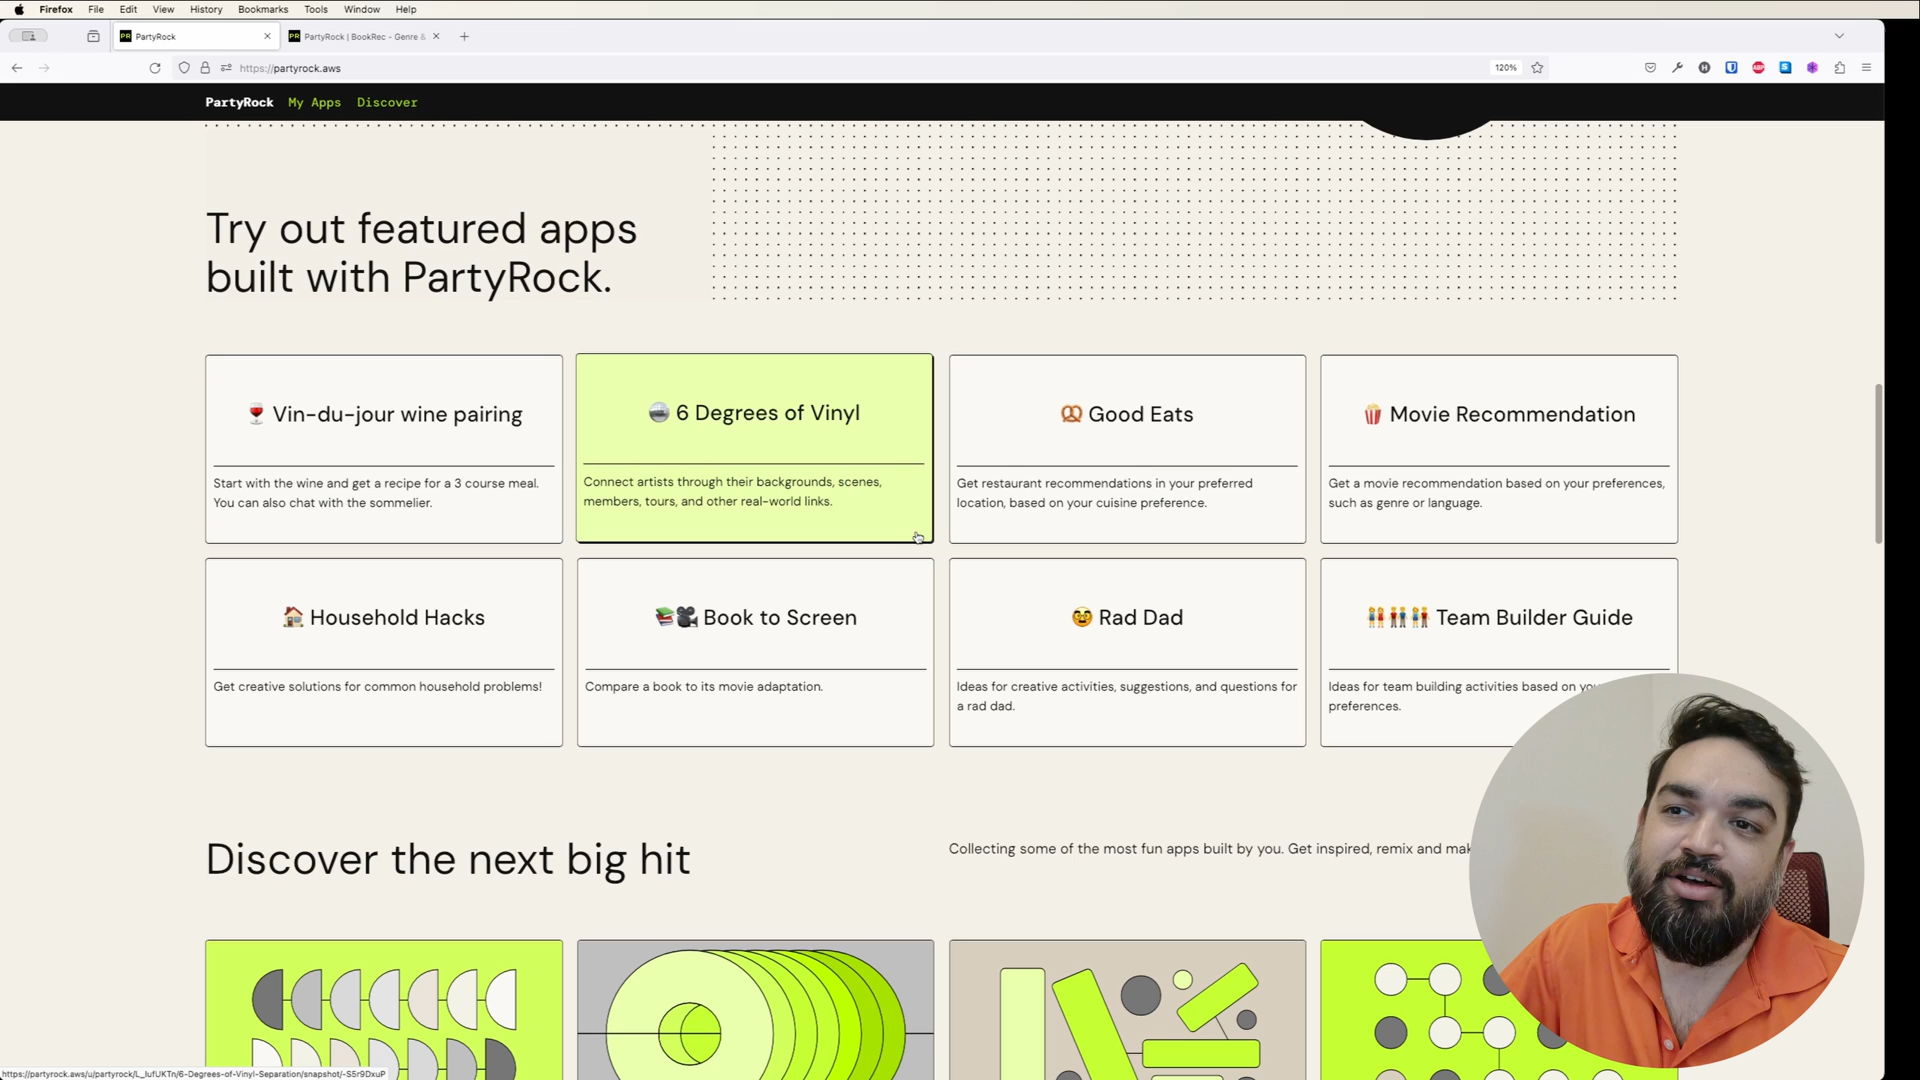 Firefox File Edit View History Bookmarks Tools Window Help
PR PartyRock
PR PartyRock | BookRec - Genre &
https://partyrock.aws
120%
PartyRock My Apps Discover
Try out featured apps
built with PartyRock.
Vin-du-jour wine pairing
Start with the wine and get a recipe for a 3 course meal.
You can also chat with the sommelier.
6 Degrees of Vinyl
Connect artists through their backgrounds, scenes,
members, tours, and other real-world links.
Good Eats
Get restaurant recommendations in your preferred
location, based on your cuisine preference.
Movie Recommendation
Get a movie recommendation based on your preferences,
such as genre or language.
Household Hacks
Get creative solutions for common household problems!
Book to Screen
Compare a book to its movie adaptation.
Rad Dad
Ideas for creative activities, suggestions, and questions for
a rad dad.
Team Builder Guide
Ideas for team building activities based on
preferences.
Discover the next big hit
Collecting some of the most fun apps built by you. Get inspired, remix and